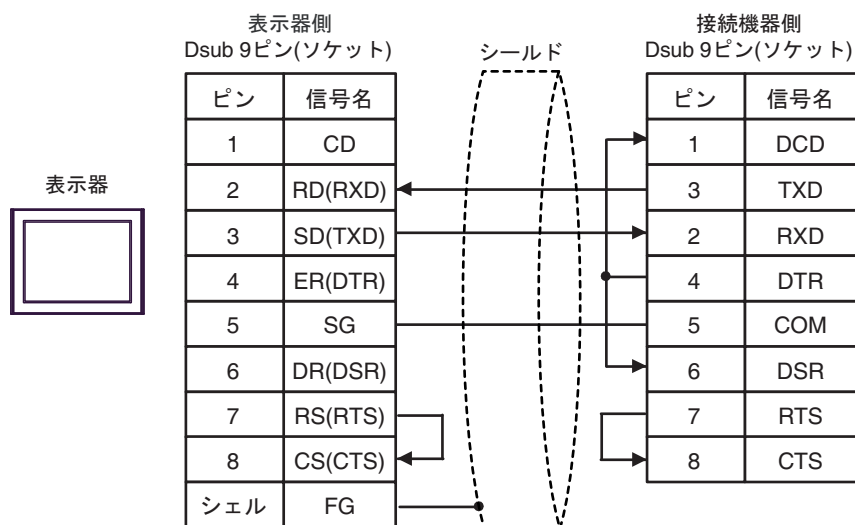 表示器側
Dsub 9ピン(ソケット)
シールド
接続機器側
Dsub 9ピン(ソケット)
表示器
ピン 信号名
1 CD
2 RD(RXD)
3 SD(TXD)
4 ER(DTR)
5 SG
6 DR(DSR)
7 RS(RTS)
8 CS(CTS)
シェル FG
ピン 信号名
1 DCD
3 TXD
2 RXD
4 DTR
5 COM
6 DSR
7 RTS
8 CTS